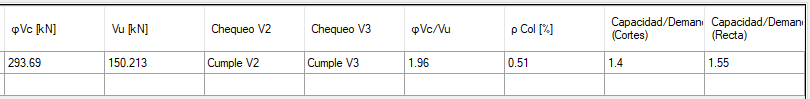 φVc [kN] Vu [kN] Chequeo V2 Chequeo V3 φVc/Vu ρ Col [%] Capacidad/Deman (Cortes) Capacidad/Deman (Recta)
293.69 150.213 Cumple V2 Cumple V3 1.96 0.51 1.4 1.55